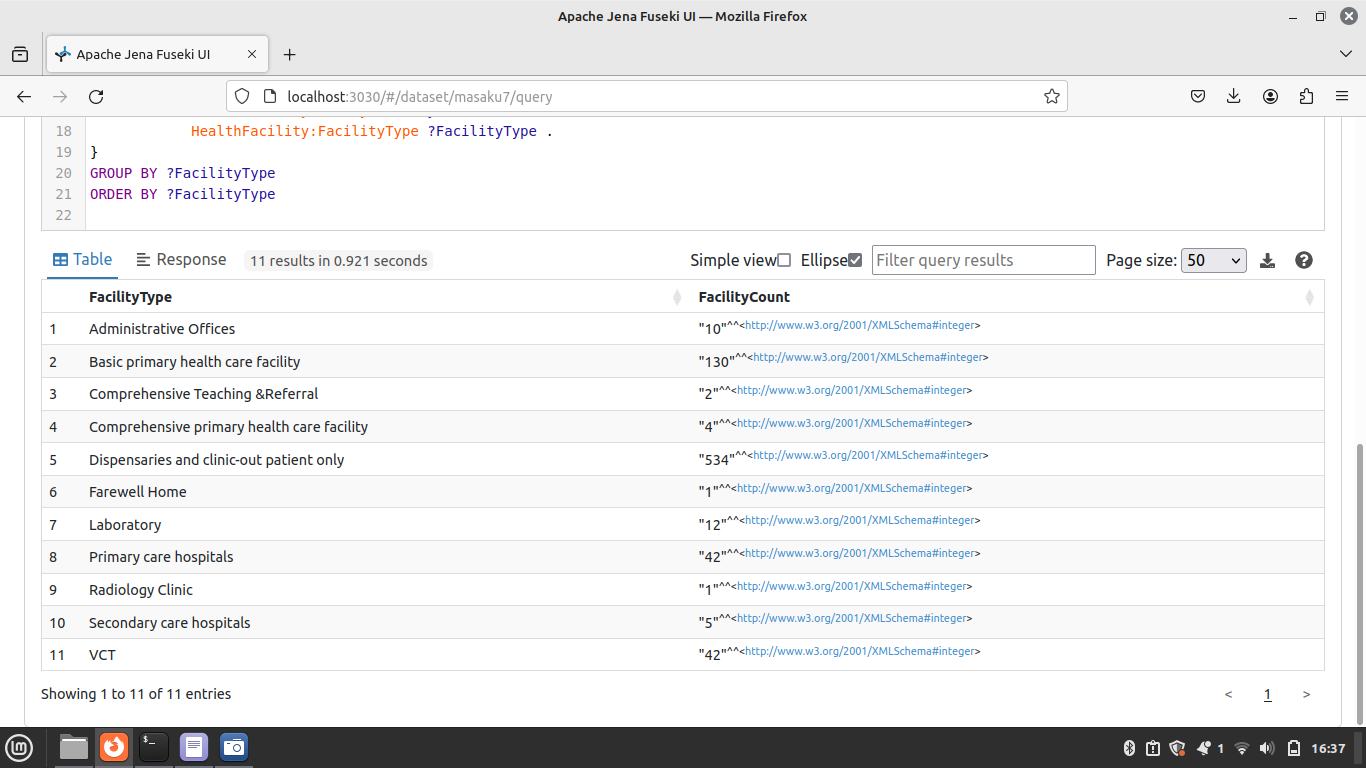 Apache Jena Fuseki UI — Mozilla Firefox
Apache Jena Fuseki UI
localhost:3030/#/dataset/masaku7/query
18 HealthFacility:FacilityType ?FacilityType .
19 }
20 GROUP BY ?FacilityType
21 ORDER BY ?FacilityType
22
Table Response 11 results in 0.921 seconds Simple view Ellipse Filter query results Page size: 50
FacilityType FacilityCount
1 Administrative Offices "10"^^<http://www.w3.org/2001/XMLSchema#integer>
2 Basic primary health care facility "130"^^<http://www.w3.org/2001/XMLSchema#integer>
3 Comprehensive Teaching &Referral "2"^^<http://www.w3.org/2001/XMLSchema#integer>
4 Comprehensive primary health care facility "4"^^<http://www.w3.org/2001/XMLSchema#integer>
5 Dispensaries and clinic-out patient only "534"^^<http://www.w3.org/2001/XMLSchema#integer>
6 Farewell Home "1"^^<http://www.w3.org/2001/XMLSchema#integer>
7 Laboratory "12"^^<http://www.w3.org/2001/XMLSchema#integer>
8 Primary care hospitals "42"^^<http://www.w3.org/2001/XMLSchema#integer>
9 Radiology Clinic "1"^^<http://www.w3.org/2001/XMLSchema#integer>
10 Secondary care hospitals "5"^^<http://www.w3.org/2001/XMLSchema#integer>
11 VCT "42"^^<http://www.w3.org/2001/XMLSchema#integer>
Showing 1 to 11 of 11 entries < 1 >
1 16:37